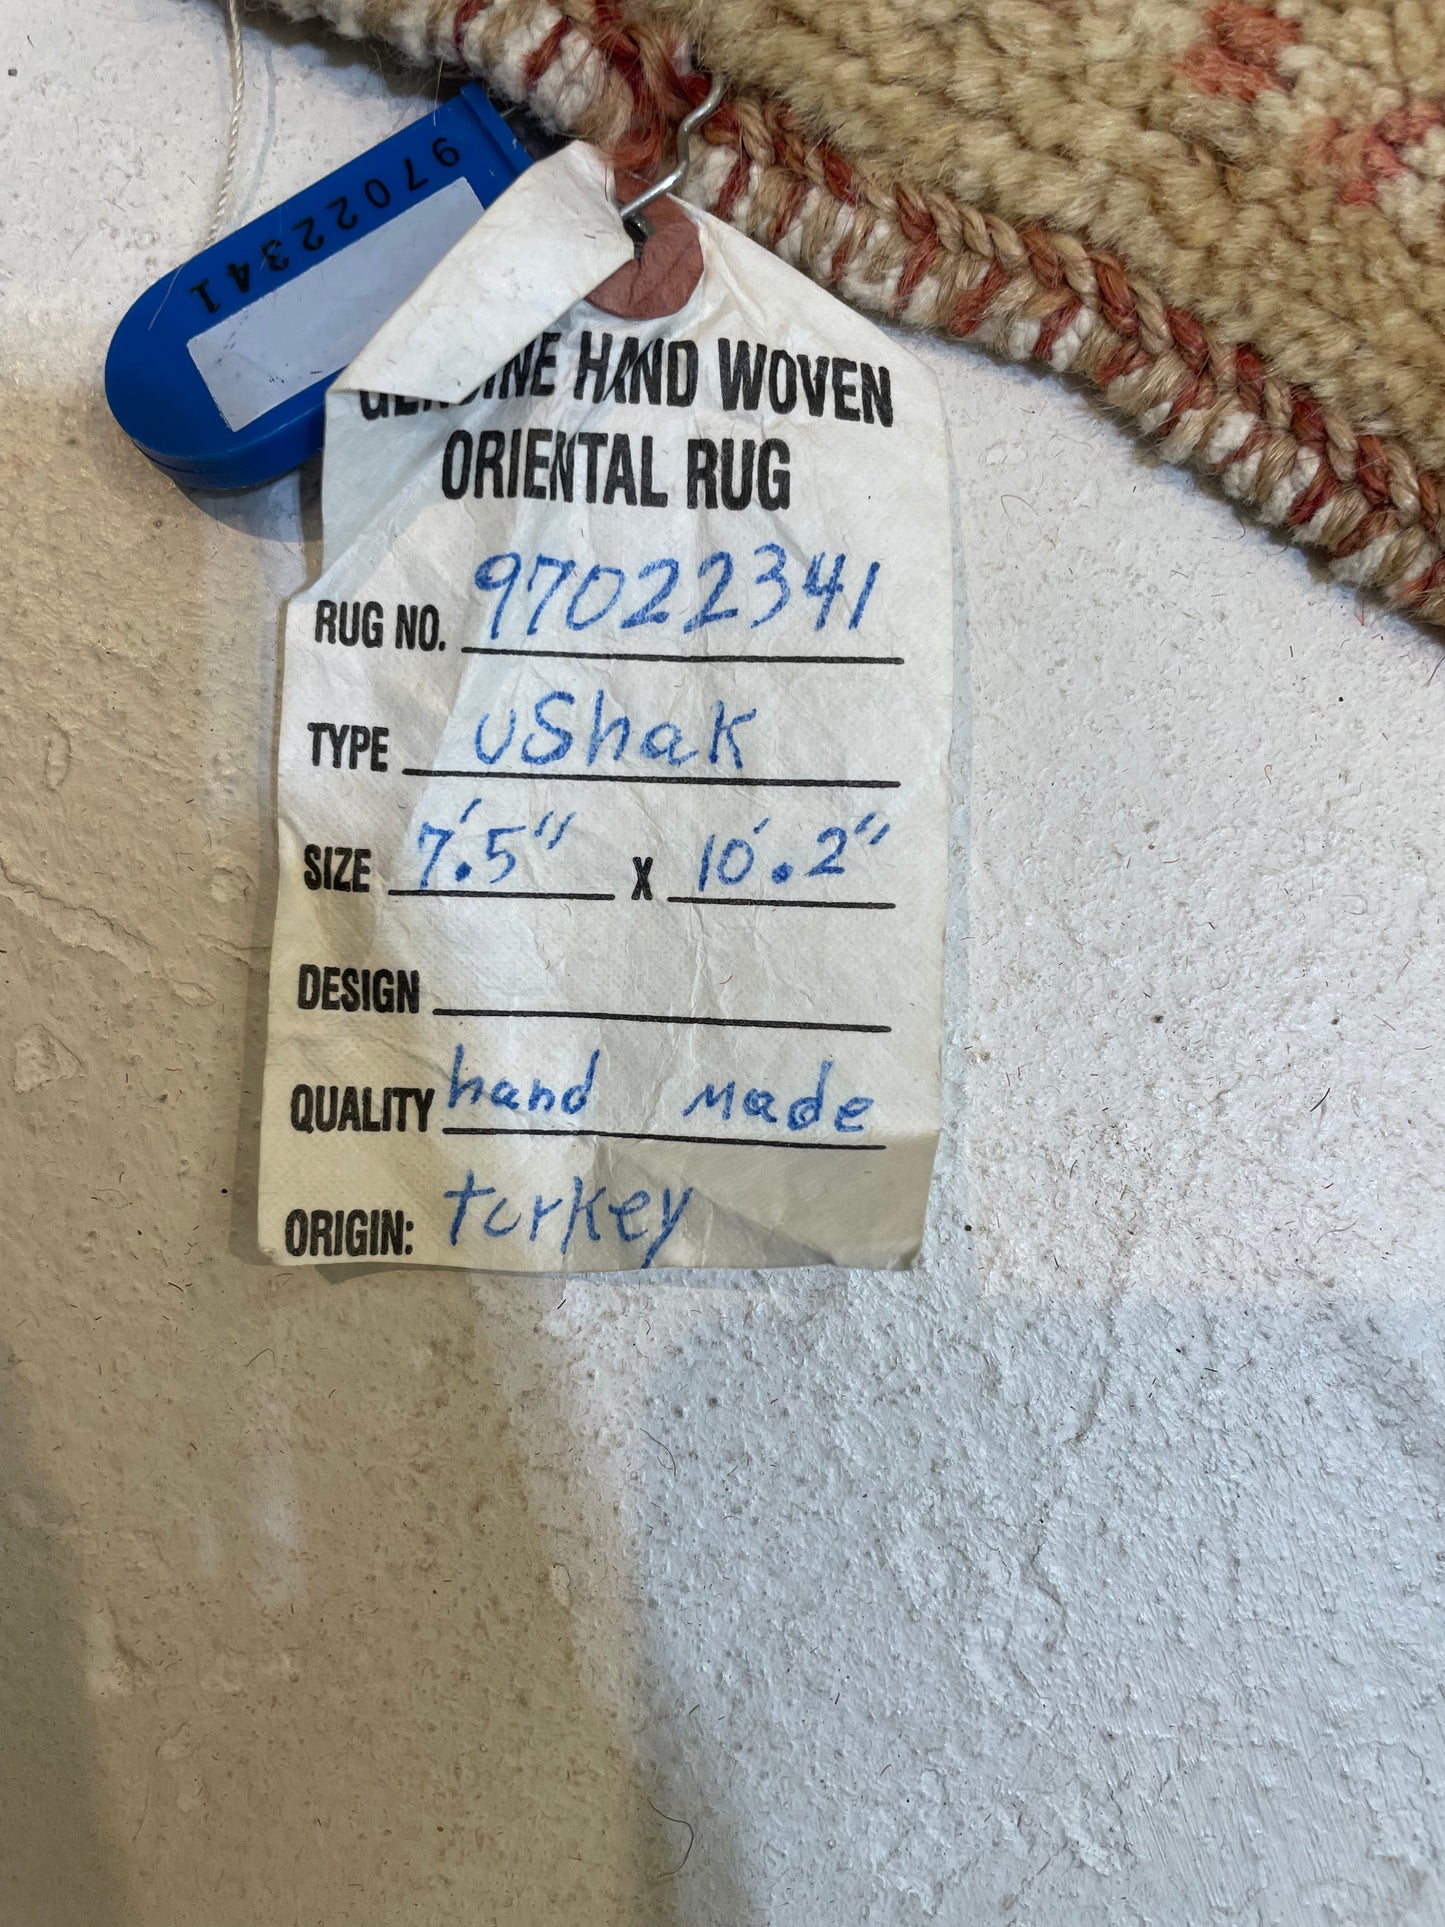 97022341
GENUINE HAND WOVEN
ORIENTAL RUG
RUG NO. 97022341
TYPE uShak
SIZE 7'.5" x 10'.2"
DESIGN
QUALITY hand made
ORIGIN: turkey